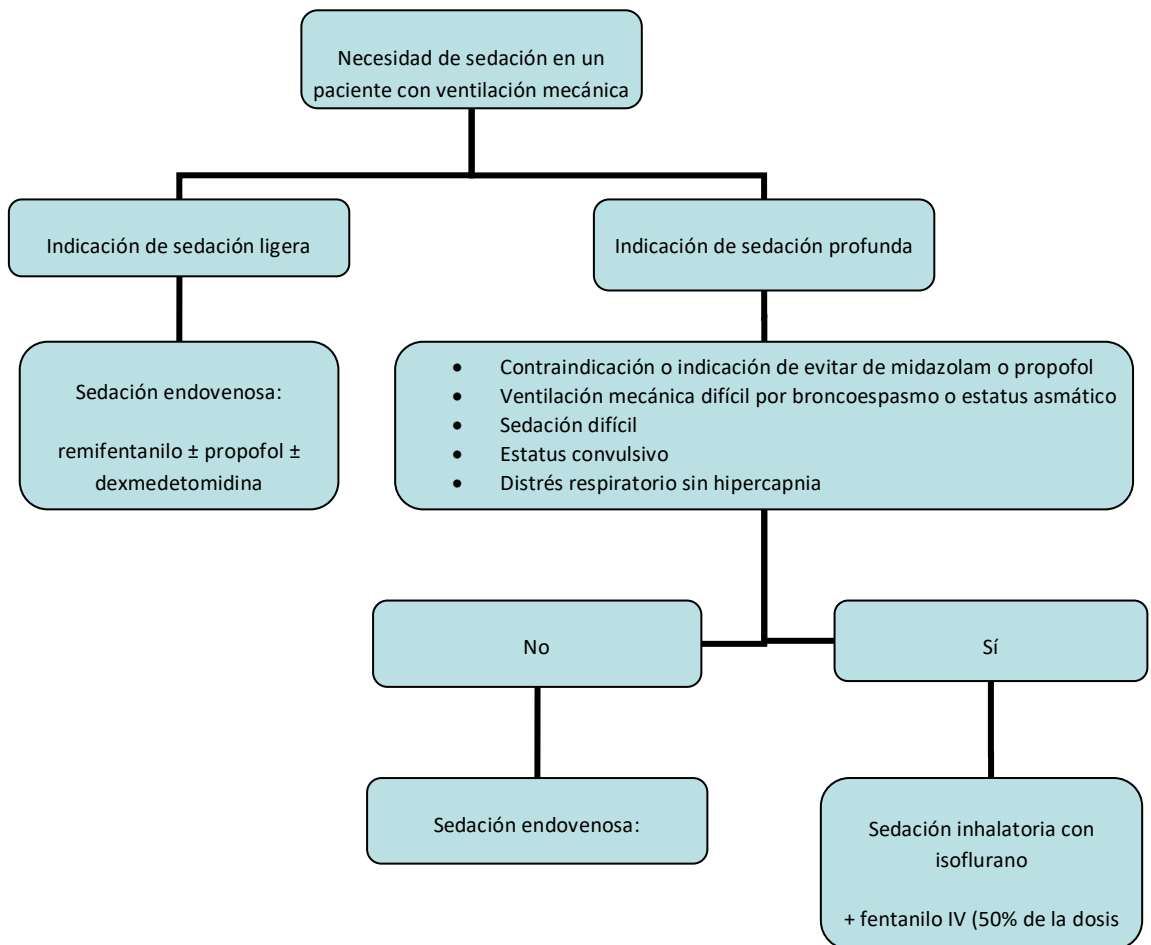 Necesidad de sedación en un
paciente con ventilación mecánica
Indicación de sedación ligera
Indicación de sedación profunda
Sedación endovenosa:
remifentanilo ± propofol ±
dexmedetomidina
• Contraindicación o indicación de evitar de midazolam o propofol
• Ventilación mecánica difícil por broncoespasmo o estatus asmático
• Sedación difícil
• Estatus convulsivo
• Distrés respiratorio sin hipercapnia
No
Sí
Sedación endovenosa:
Sedación inhalatoria con
isoflurano
+ fentanilo IV (50% de la dosis